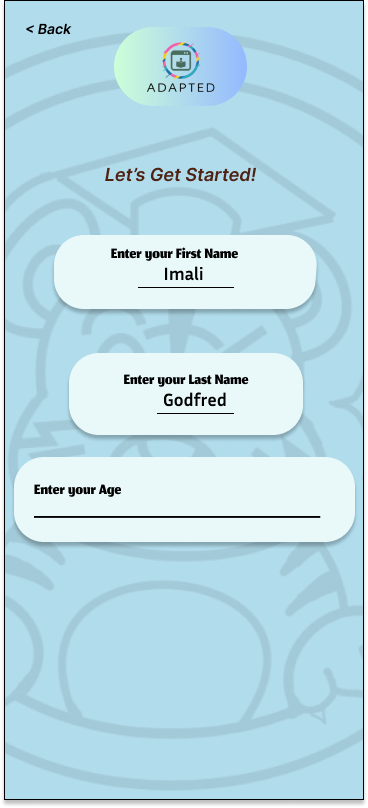 < Back
ADAPTED
Let's Get Started!
Enter your First Name
Imali
Enter your Last Name
Godfred
Enter your Age